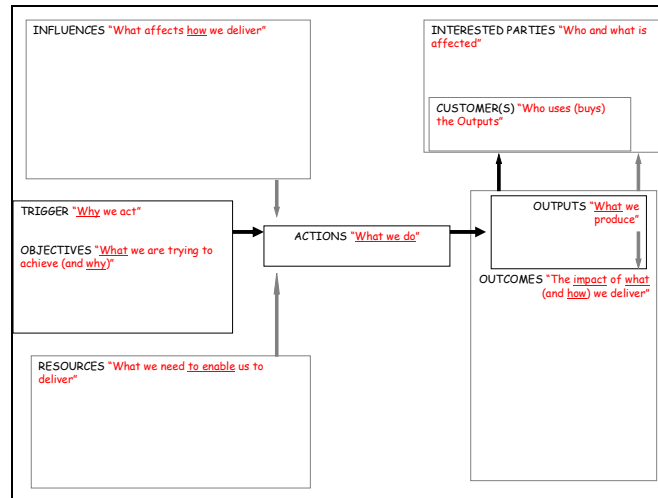 INFLUENCES “What affects how we deliver”
INTERESTED PARTIES “Who and what is
affected”
CUSTOMER(S) “Who uses (buys)
the Outputs”
TRIGGER “Why we act”
OBJECTIVES “What we are trying to
achieve (and why)”
ACTIONS “What we do”
OUTPUTS “What we
produce”
OUTCOMES “The impact of what
(and how) we deliver”
RESOURCES “What we need to enable us to
deliver”